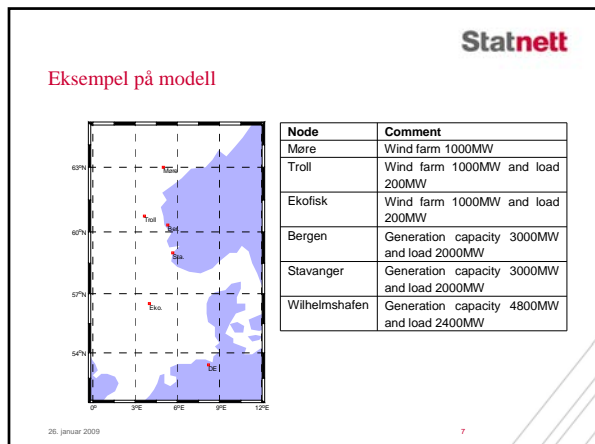 Statnett
Eksempel på modell
Node Comment
Møre Wind farm 1000MW
Troll Wind farm 1000MW and load
200MW
Ekofisk Wind farm 1000MW and load
200MW
Bergen Generation capacity 3000MW
and load 2000MW
Stavanger Generation capacity 3000MW
and load 2000MW
Wilhelmshafen Generation capacity 4800MW
and load 2400MW
63°N
60°N
57°N
54°N
Møre
Troll
Sta.
Eko.
DE
0° 3°E 6°E 9°E 12°E
26. januar 2009
7